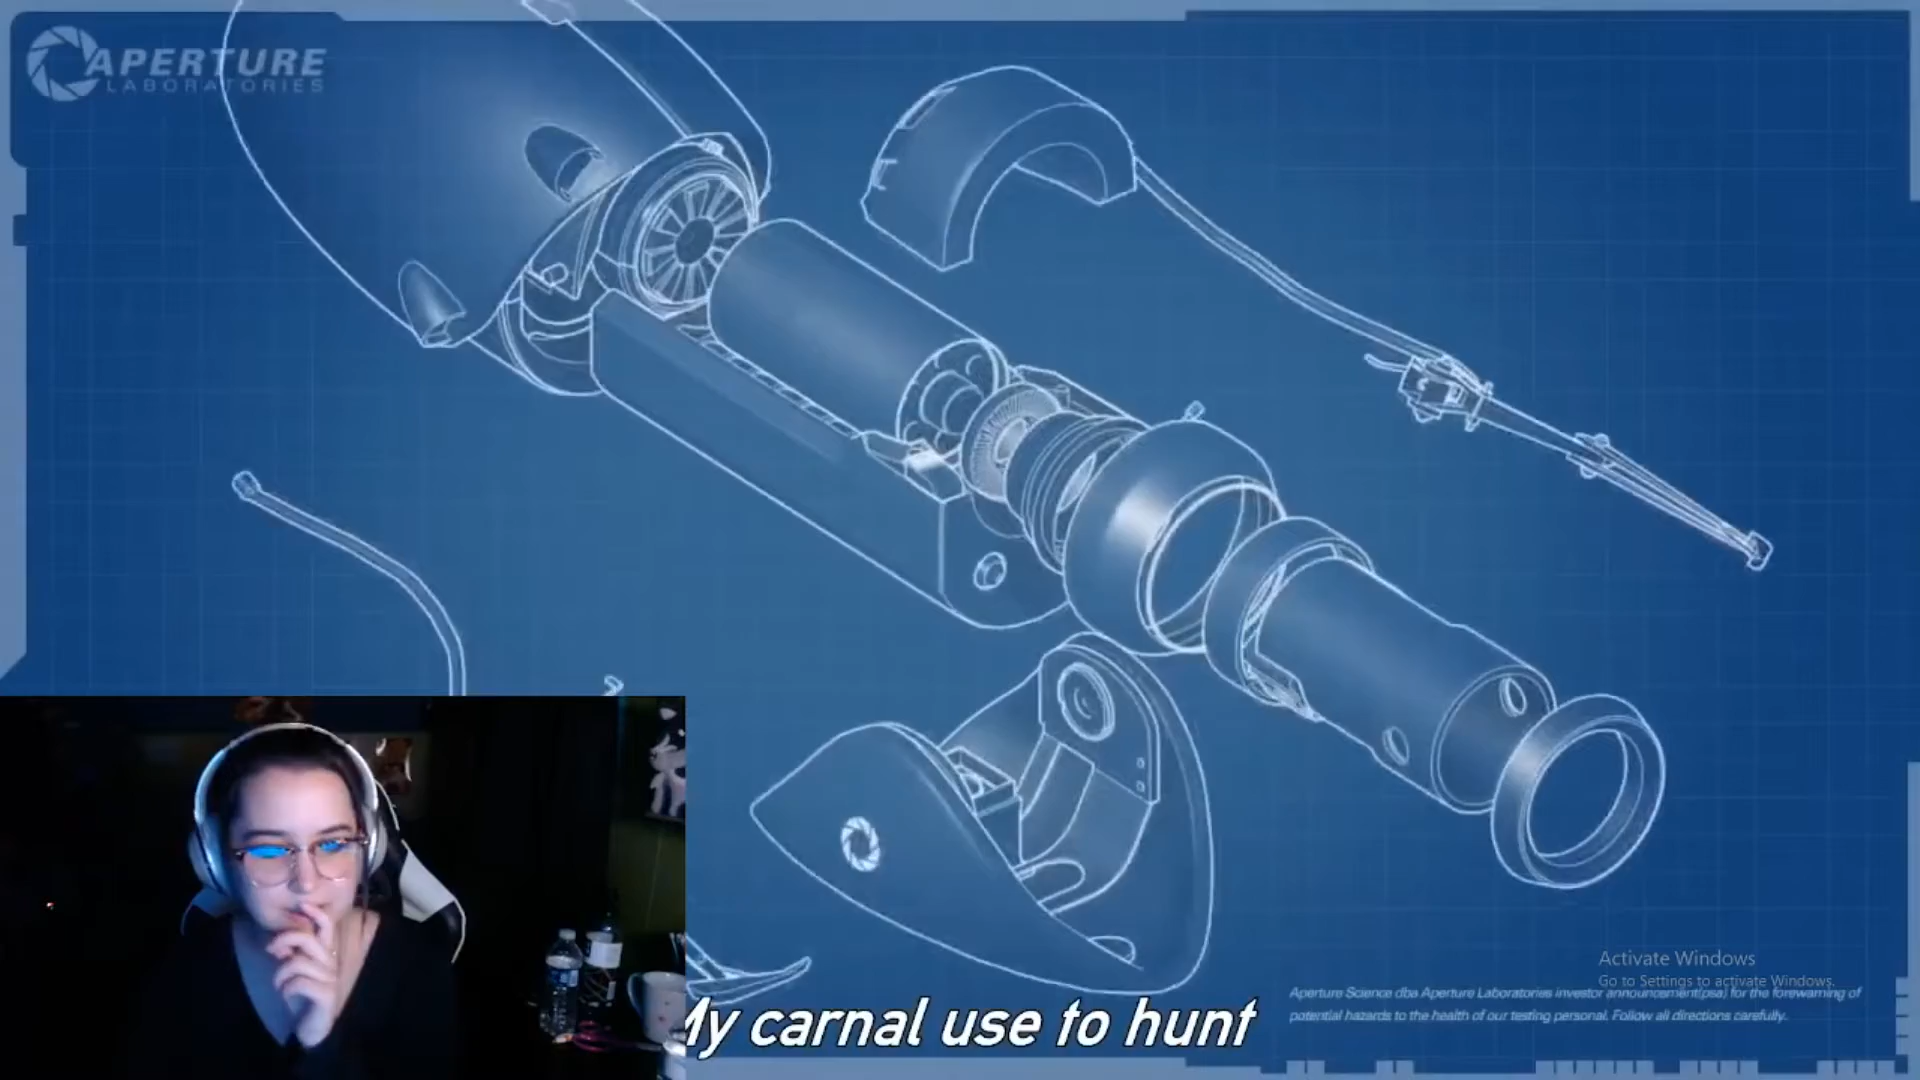 APERTURE
LABORATORIES
Activate Windows
Go to Settings to activate Windows.
Aperture Science dba Aperture Laboratories investor announcement(psa) for the forewarning of
potential hazards to the health of our testing personal. Follow all directions carefully.
My carnal use to hunt